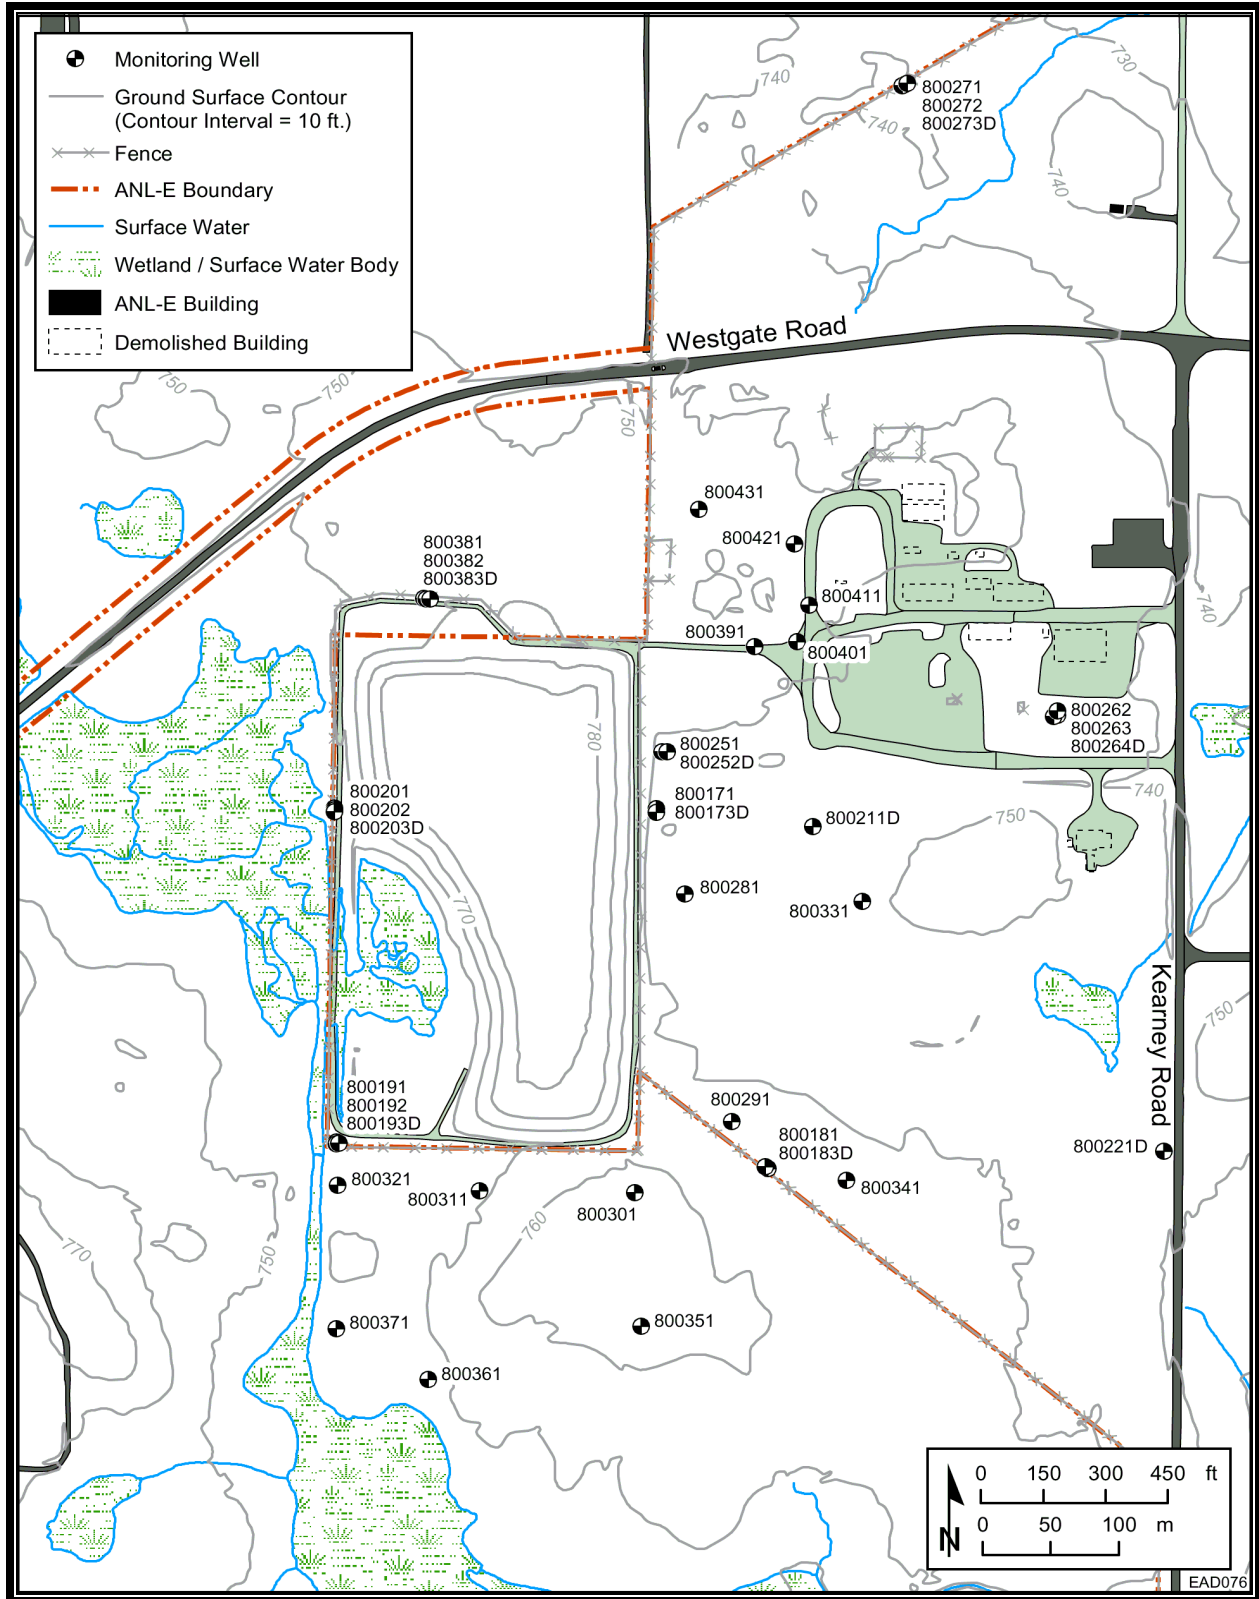 Monitoring Well
Ground Surface Contour
(Contour Interval = 10 ft.)
Fence
ANL-E Boundary
Surface Water
Wetland / Surface Water Body
ANL-E Building
Demolished Building
740
730
800271
800272
800273D
740
740
Westgate Road
750
750
750
800431
800421
800381
800382
800383D
800411
740
800391
800401
780
800262
800263
800264D
800251
800252D
800201
800202
800203D
800171
800173D
740
750
800211D
800281
770
800331
Kearney Road
750
800191
800192
800193D
800291
800181
800183D
800221D
800321
800311
800341
800301
760
770
750
800371
800351
800361
0 150 300 450 ft
0 50 100 m
N
EAD076